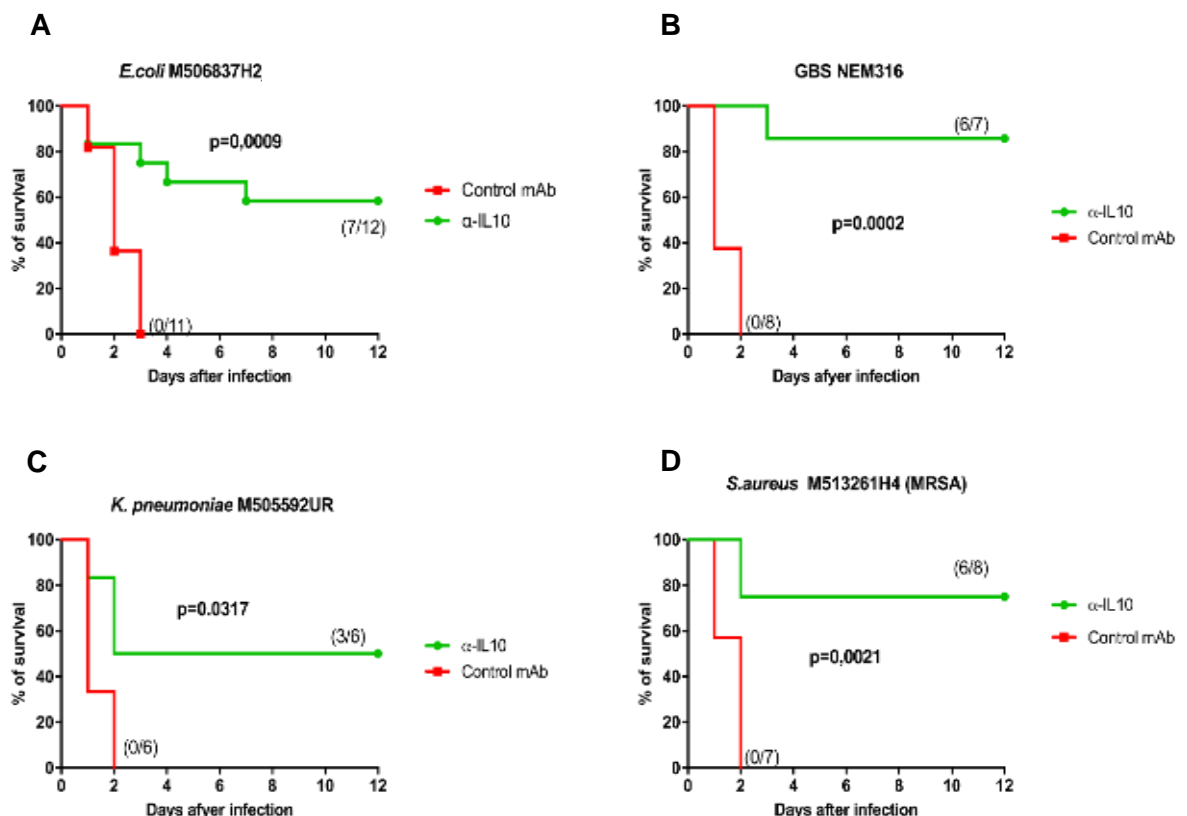 A
E.coli M506837H2
100
80
60
40
20
0
% of survival
p=0,0009
(7/12)
(0/11)
0 2 4 6 8 10 12
Days after infection
Control mAb
α-IL10
B
GBS NEM316
100
80
60
40
20
0
% of survival
(6/7)
p=0.0002
(0/8)
0 2 4 6 8 10 12
Days afyer infection
α-IL10
Control mAb
C
K. pneumoniae M505592UR
100
80
60
40
20
0
% of survival
p=0.0317
(3/6)
(0/6)
0 2 4 6 8 10 12
Days afyer infection
α-IL10
Control mAb
D
S.aureus M513261H4 (MRSA)
100
80
60
40
20
0
% of survival
(6/8)
p=0,0021
(0/7)
0 2 4 6 8 10 12
Days afyer infection
α-IL10
Control mAb